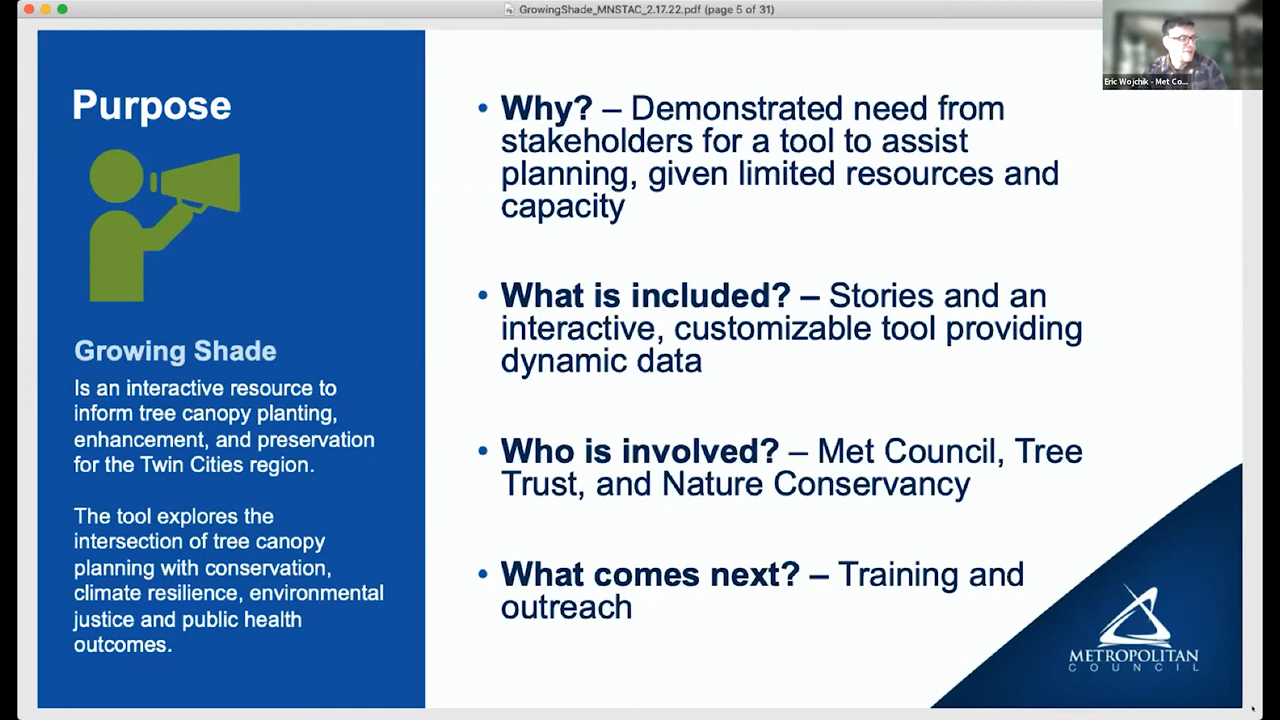 GrowingShade_MNSTAC_2.17.22.pdf (page 5 of 31)
Eric Wojchik - Met Co...
Purpose
Growing Shade
Is an interactive resource to
inform tree canopy planting,
enhancement, and preservation
for the Twin Cities region.
The tool explores the
intersection of tree canopy
planning with conservation,
climate resilience, environmental
justice and public health
outcomes.
• Why? – Demonstrated need from
stakeholders for a tool to assist
planning, given limited resources and
capacity
• What is included? – Stories and an
interactive, customizable tool providing
dynamic data
• Who is involved? – Met Council, Tree
Trust, and Nature Conservancy
• What comes next? – Training and
outreach
METROPOLITAN
COUNCIL